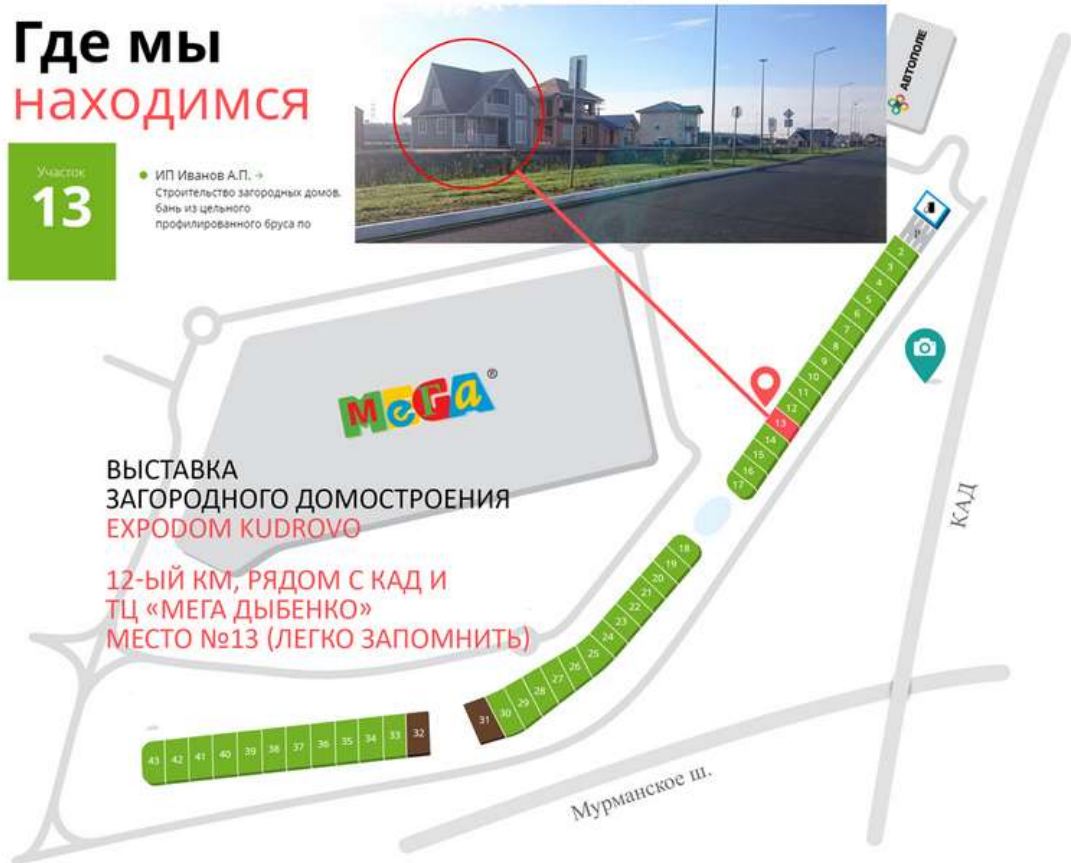 Где мы
находимся
Участок
13
ИП Иванов А.П. →
Строительство загородных домов,
бань из цельного
профилированного бруса по
АВТОПОЛЕ
P
2
3
4
5
6
7
8
9
10
11
12
13
14
15
16
17
МеГа®
ВЫСТАВКА
ЗАГОРОДНОГО ДОМОСТРОЕНИЯ
EXPODOM KUDROVO
12-ЫЙ КМ, РЯДОМ С КАД И
ТЦ «МЕГА ДЫБЕНКО»
МЕСТО №13 (ЛЕГКО ЗАПОМНИТЬ)
КАД
18
19
20
21
22
23
24
25
26
27
28
29
30
31
32
33
34
35
36
37
38
39
40
41
42
43
Мурманское ш.